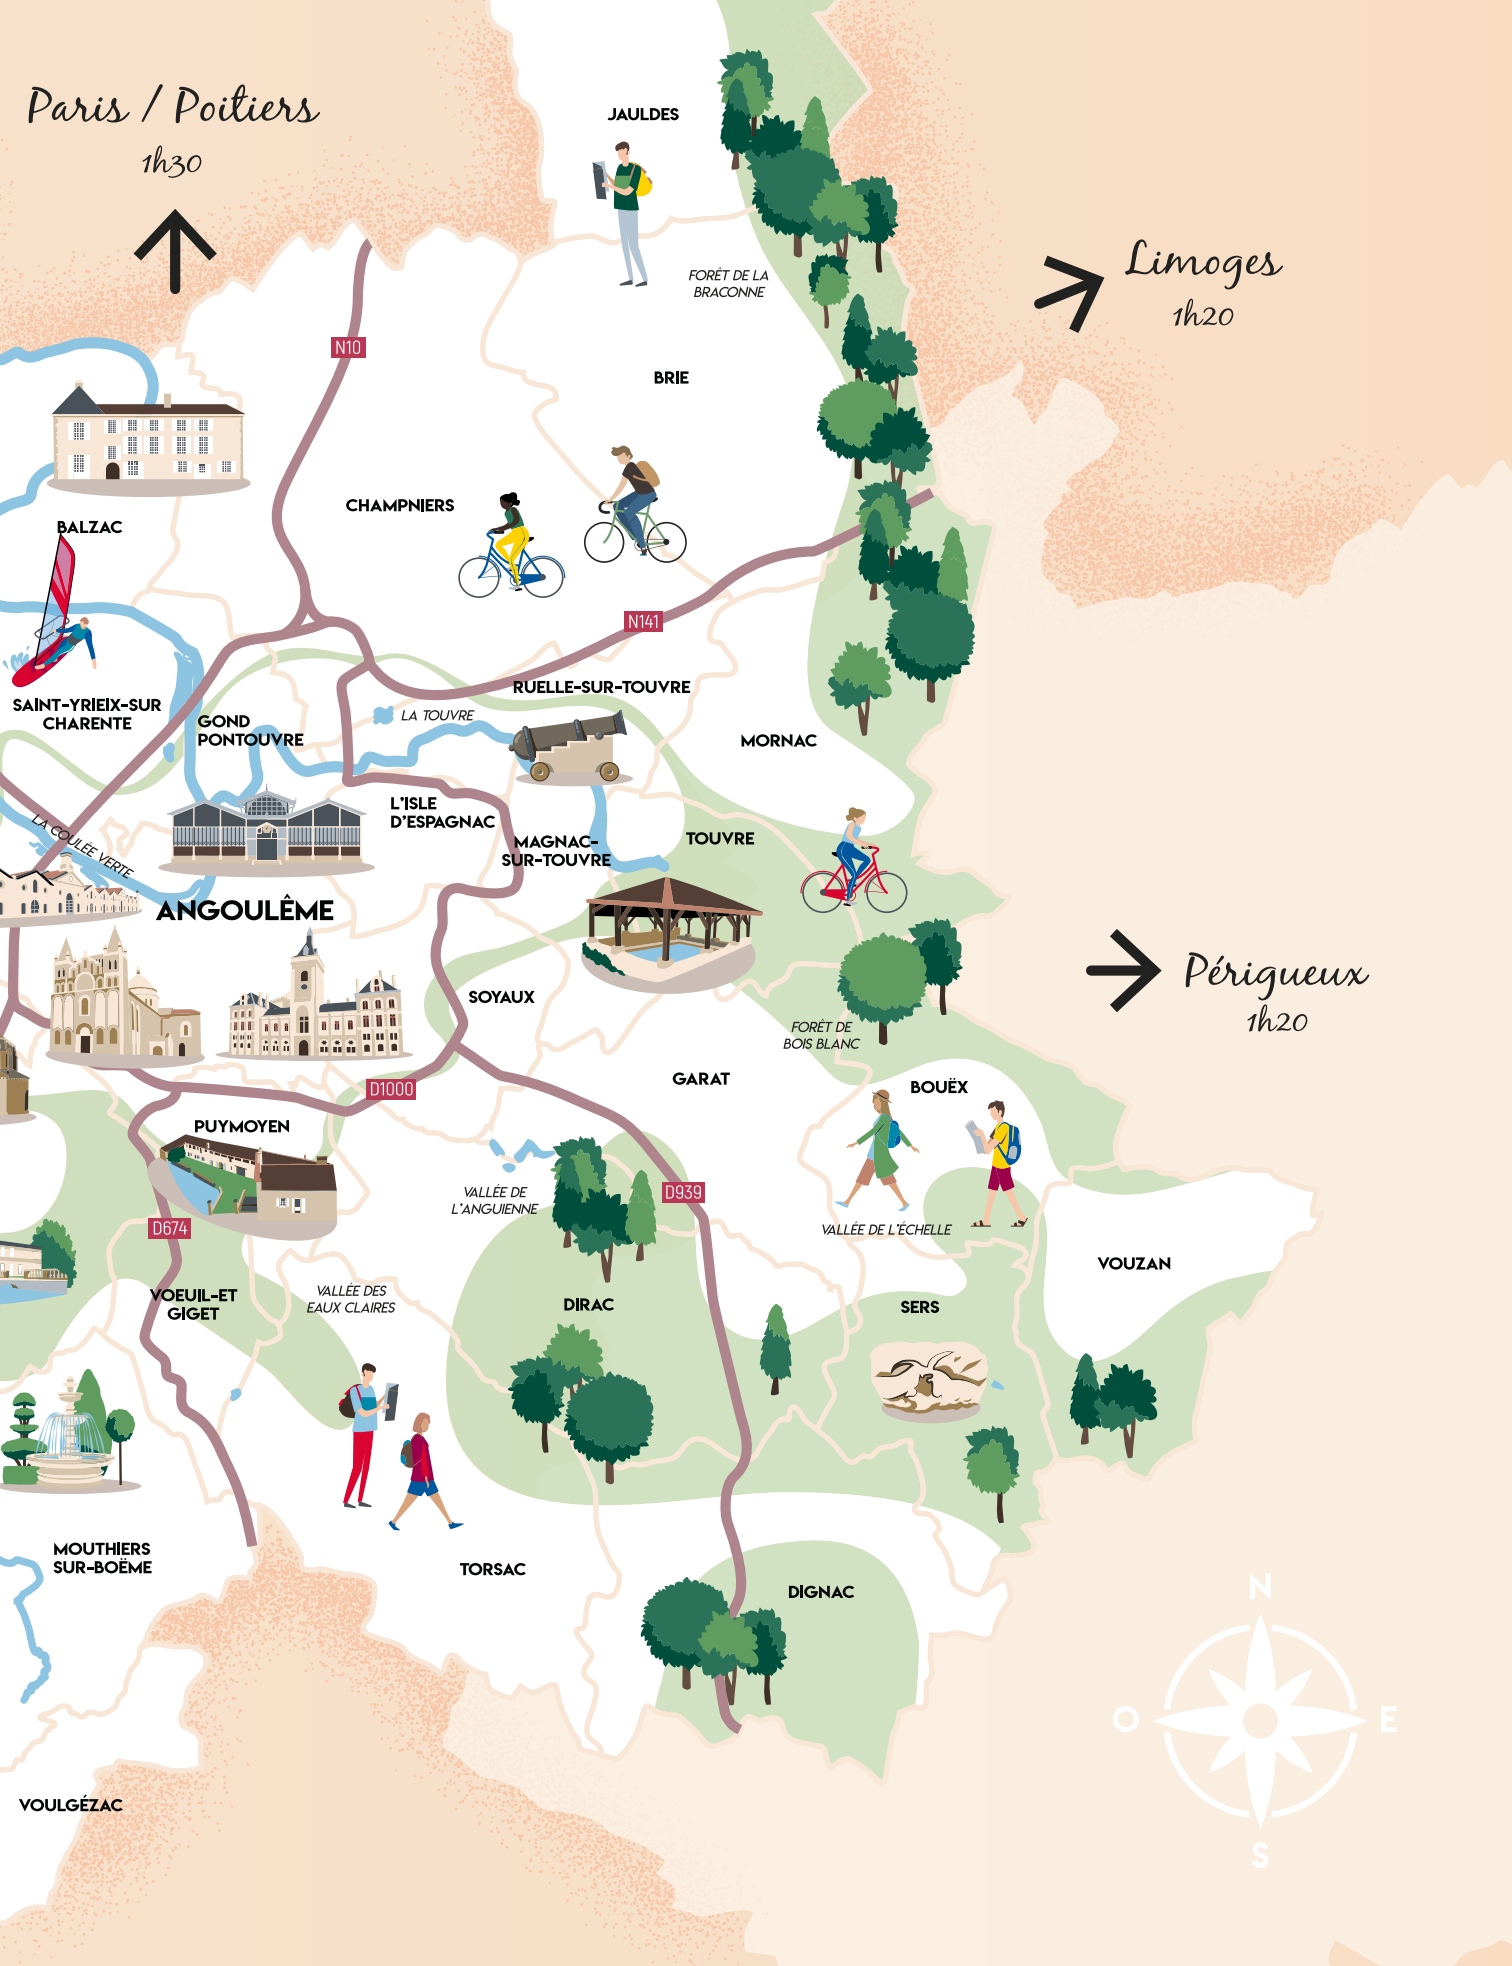 Paris / Poitiers
1h30
JAULDES
Limoges
1h20
FORÊT DE LA
BRACONNE
N10
BRIE
CHAMPNIERS
BALZAC
N141
RUELLE-SUR-TOUVRE
SAINT-YRIEIX-SUR
CHARENTE
GOND
PONTOUVRE
LA TOUVRE
MORNAC
L'ISLE
D'ESPAGNAC
MAGNAC-
SUR-TOUVRE
TOUVRE
LA COULÉE VERTE
ANGOULÊME
SOYAUX
Périgueux
1h20
FORÊT DE
BOIS BLANC
GARAT
BOUËX
D1000
PUYMOYEN
VALLÉE DE
L'ANGUIENNE
D939
D674
VALLÉE DE L'ÉCHELLE
VOUZAN
VOEUIL-ET
GIGET
VALLÉE DES
EAUX CLAIRES
DIRAC
SERS
MOUTHIERS
SUR-BOËME
TORSAC
DIGNAC
N
O
E
S
VOULGÉZAC